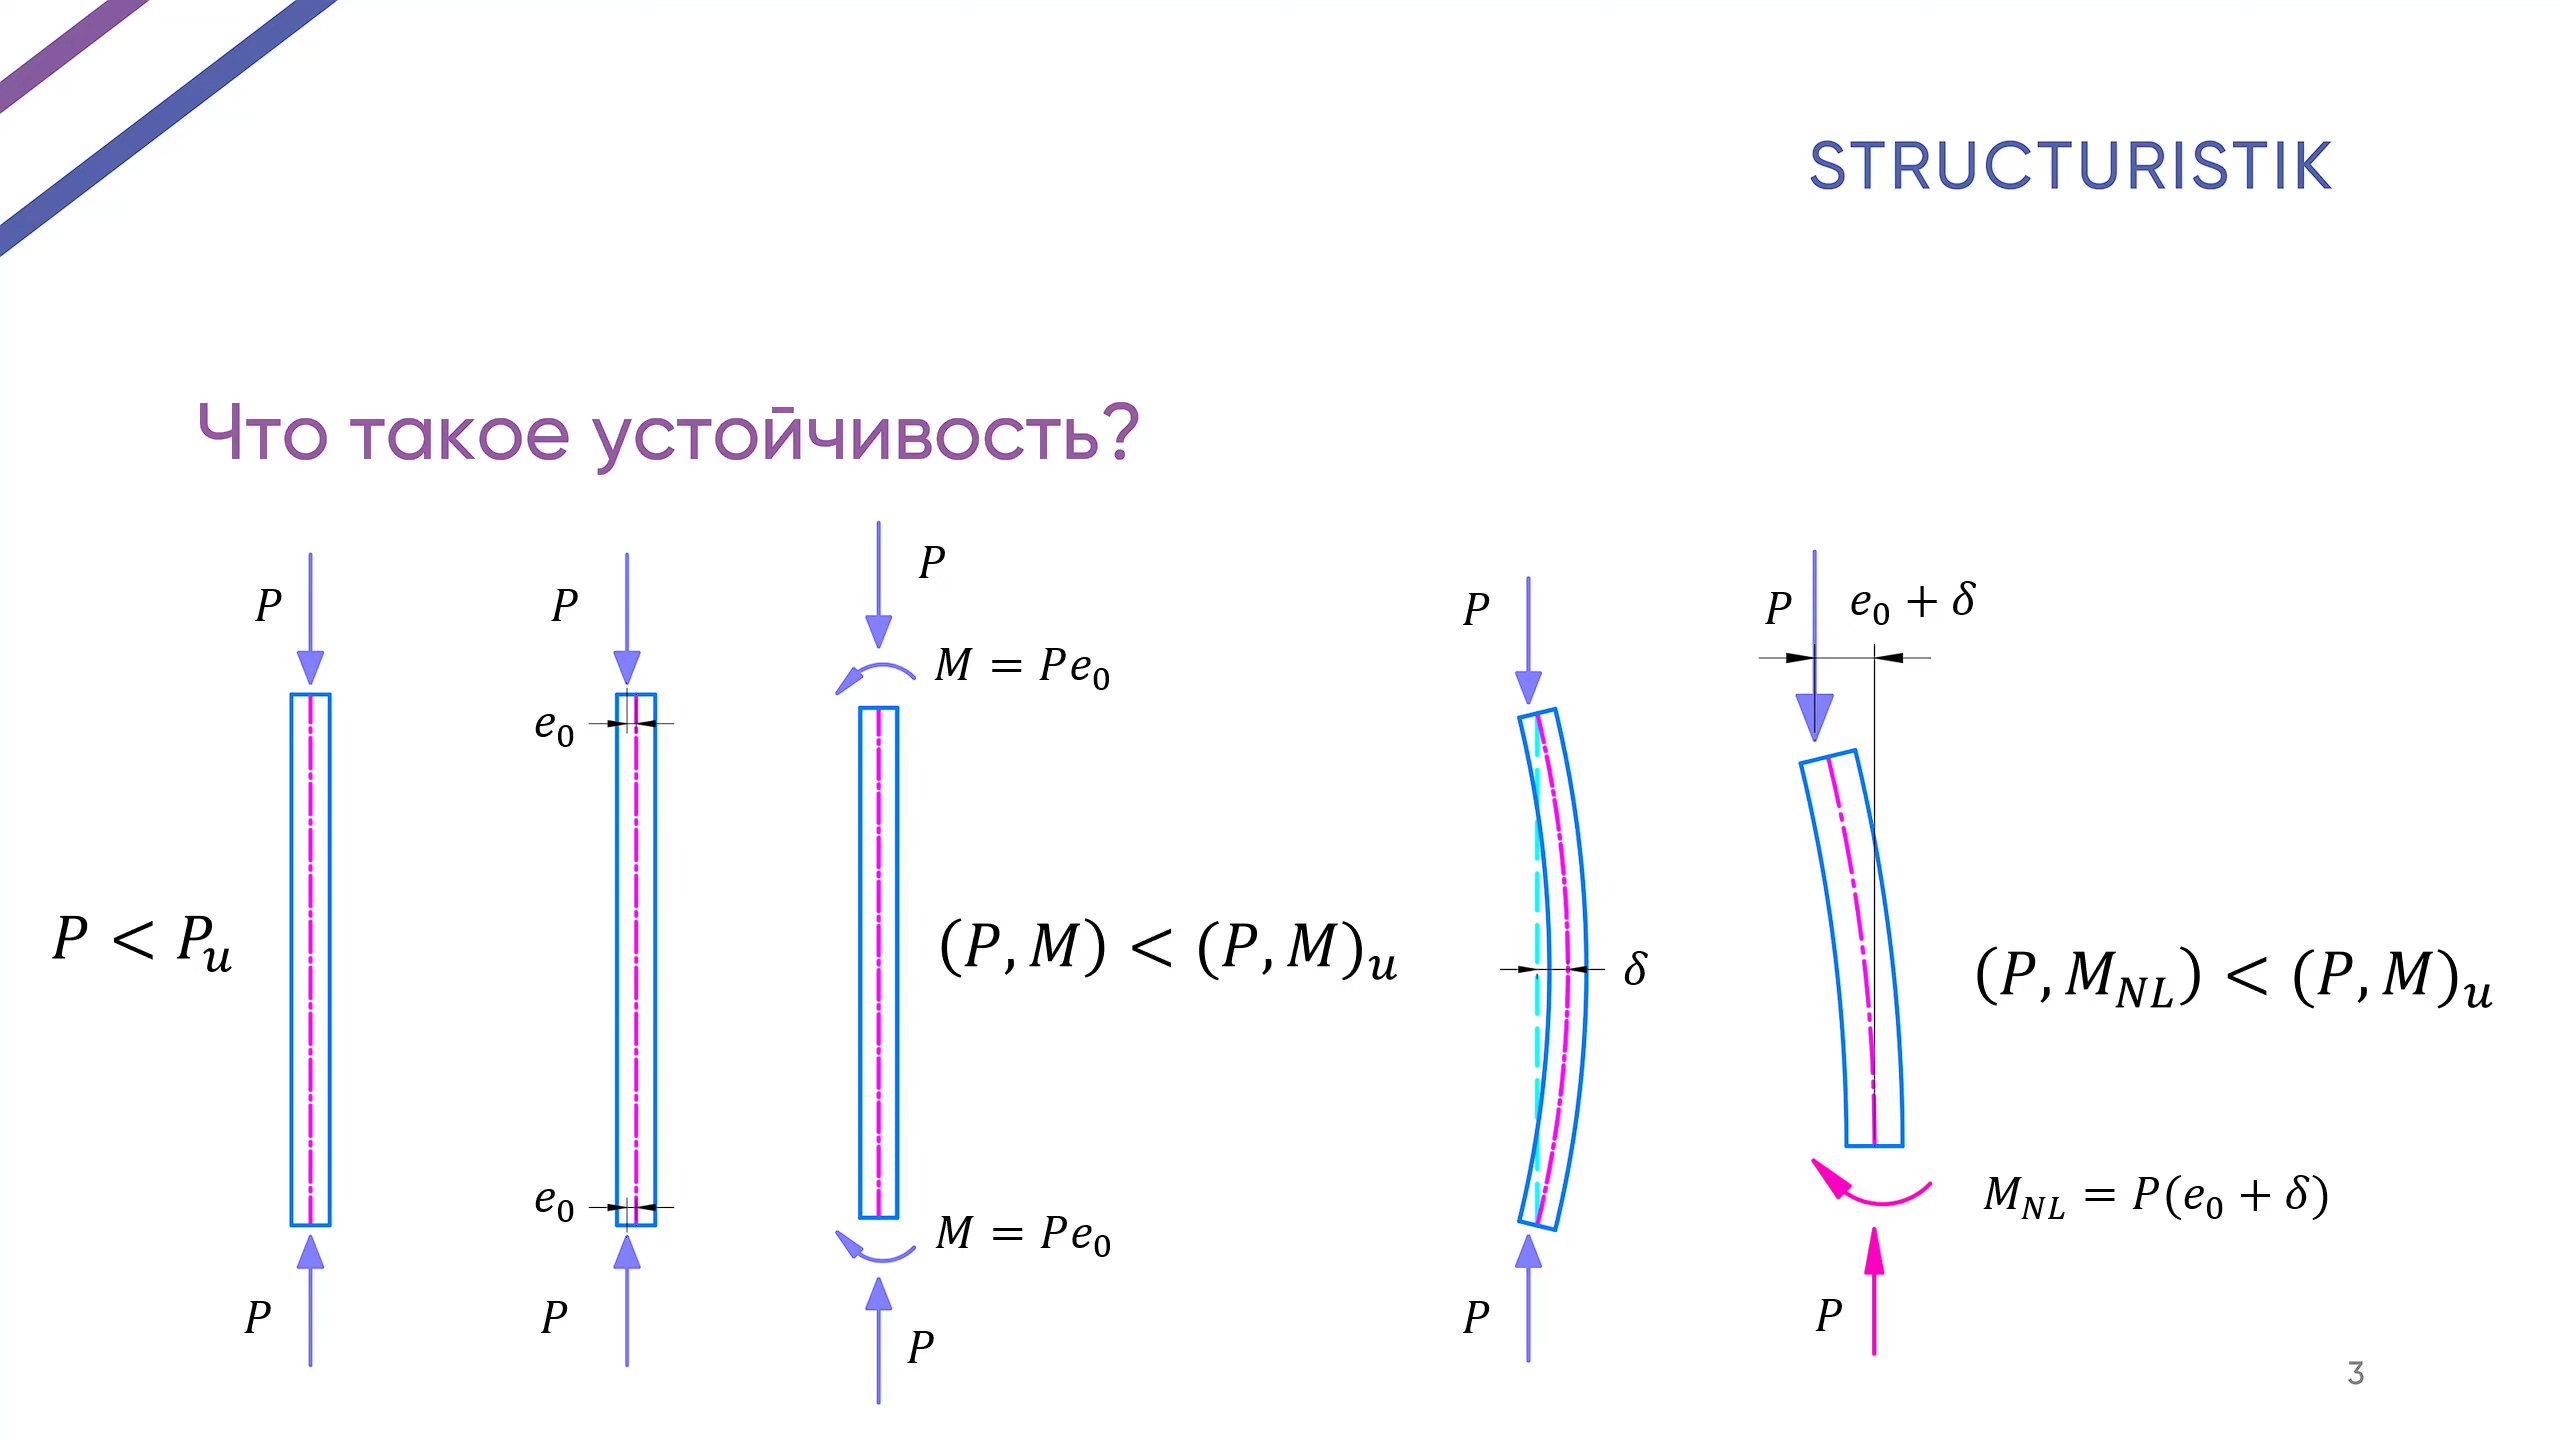 STRUCTURISTIK
Что такое устойчивость?
P
P < Pᵤ
P
P
e₀
e₀
P
P
M = Pe₀
(P, M) < (P, M)ᵤ
M = Pe₀
P
P
δ
P
P
e₀ + δ
(P, M_NL) < (P, M)ᵤ
M_NL = P(e₀ + δ)
P
3